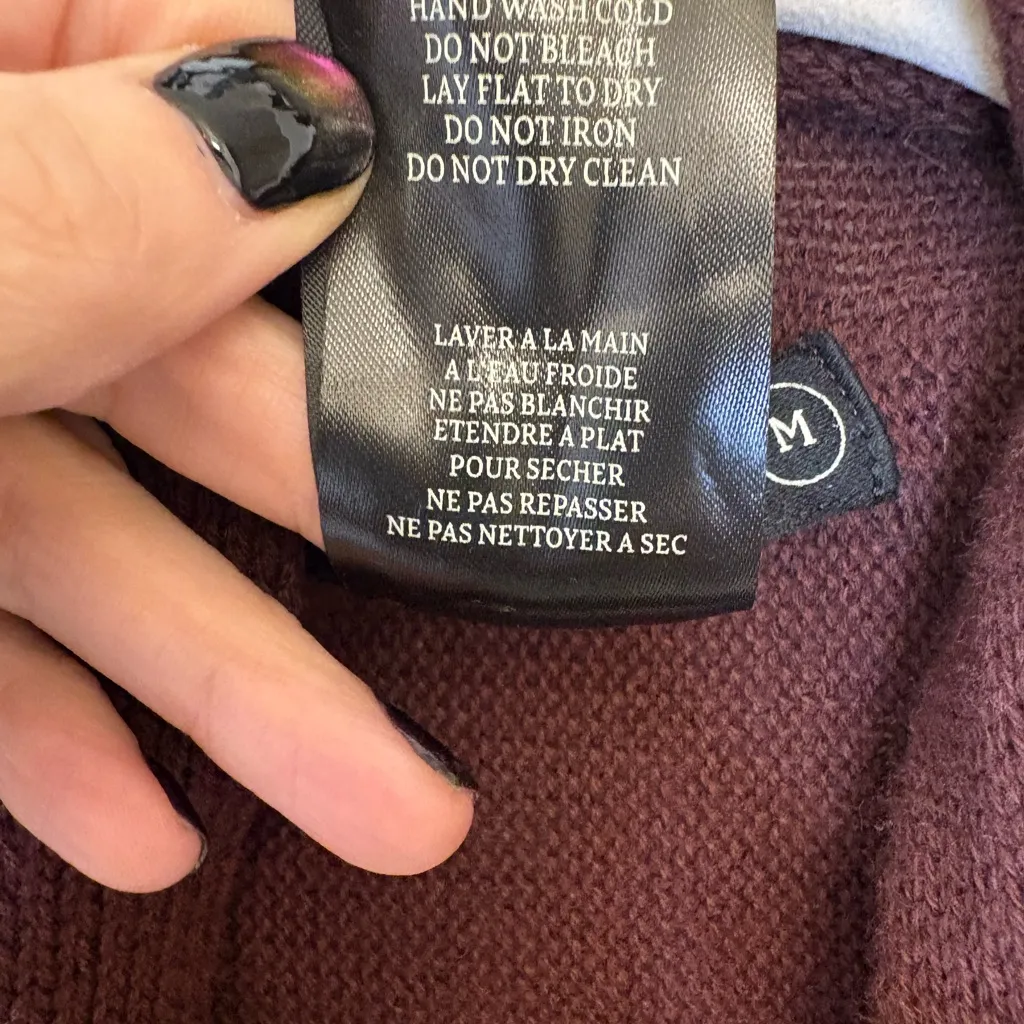 HAND WASH COLD
DO NOT BLEACH
LAY FLAT TO DRY
DO NOT IRON
DO NOT DRY CLEAN
LAVER A LA MAIN
A L'EAU FROIDE
NE PAS BLANCHIR
ETENDRE A PLAT
POUR SECHER
NE PAS REPASSER
NE PAS NETTOYER A SEC
M